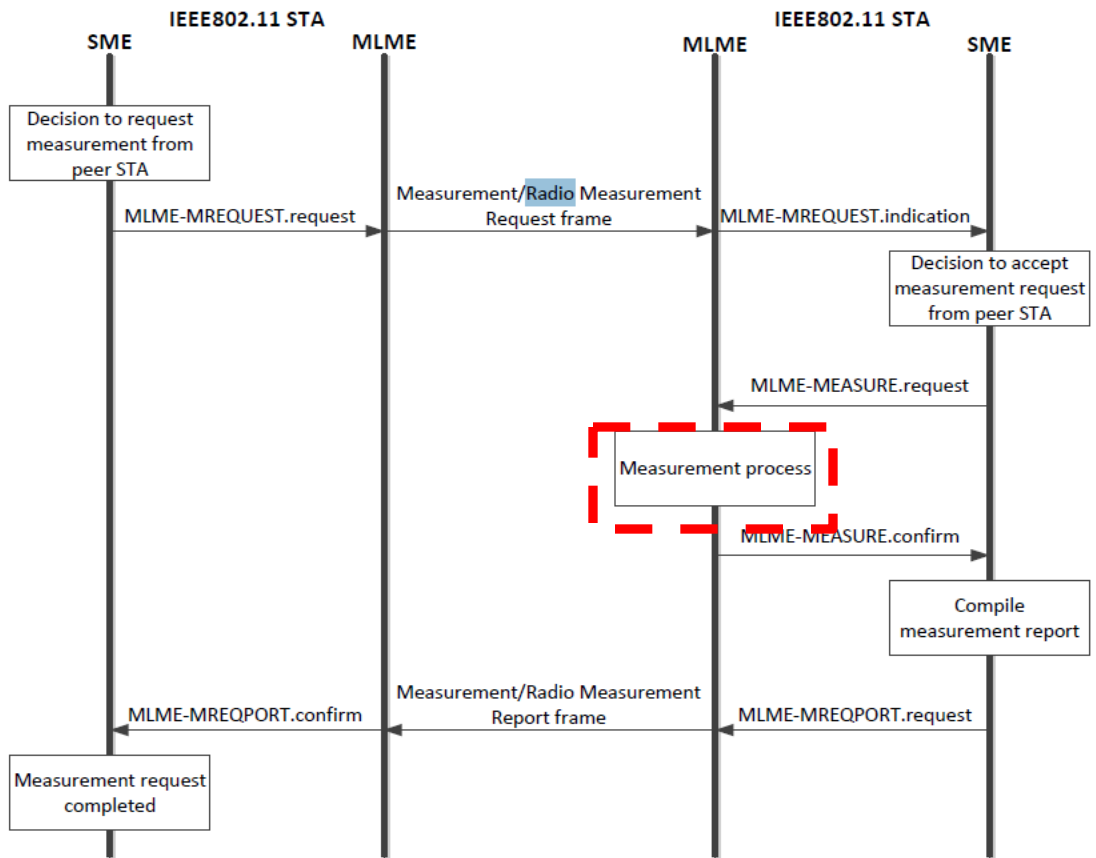 IEEE802.11 STA
IEEE802.11 STA
SME
MLME
MLME
SME
Decision to request
measurement from
peer STA
MLME-MREQUEST.request
Measurement/Radio Measurement
Request frame
MLME-MREQUEST.indication
Decision to accept
measurement request
from peer STA
MLME-MEASURE.request
Measurement process
MLME-MEASURE.confirm
Compile
measurement report
MLME-MREQPORT.confirm
Measurement/Radio Measurement
Report frame
MLME-MREQPORT.request
Measurement request
completed